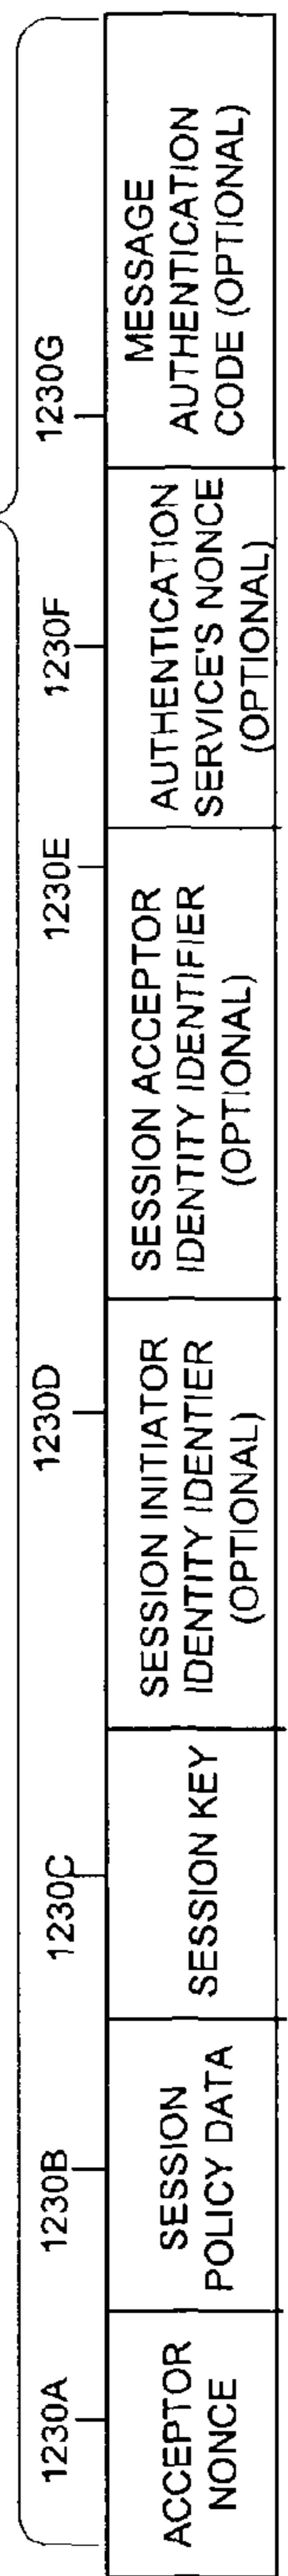 1230A
ACCEPTOR
NONCE
1230B
SESSION
POLICY DATA
1230C
SESSION KEY
1230D
SESSION INITIATOR
IDENTITY IDENTIER
(OPTIONAL)
1230E
SESSION ACCEPTOR
IDENTITY IDENTIFIER
(OPTIONAL)
1230F
AUTHENTICATION
SERVICE'S NONCE
(OPTIONAL)
1230G
MESSAGE
AUTHENTICATION
CODE (OPTIONAL)